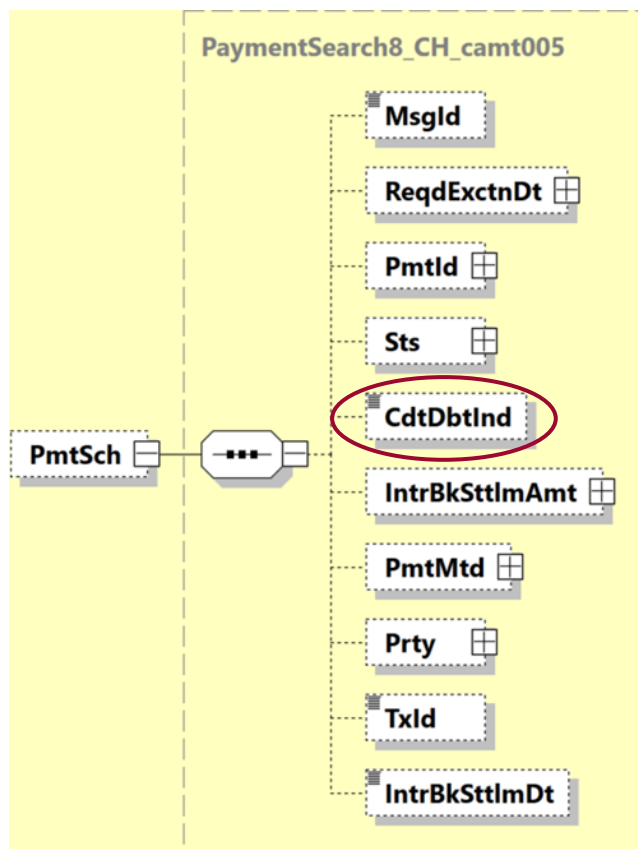 PaymentSearch8_CH_camt005
MsgId
ReqdExctnDt
PmtId
Sts
CdtDbtInd
PmtSch
IntrBkSttlmAmt
PmtMtd
Prty
TxId
IntrBkSttlmDt